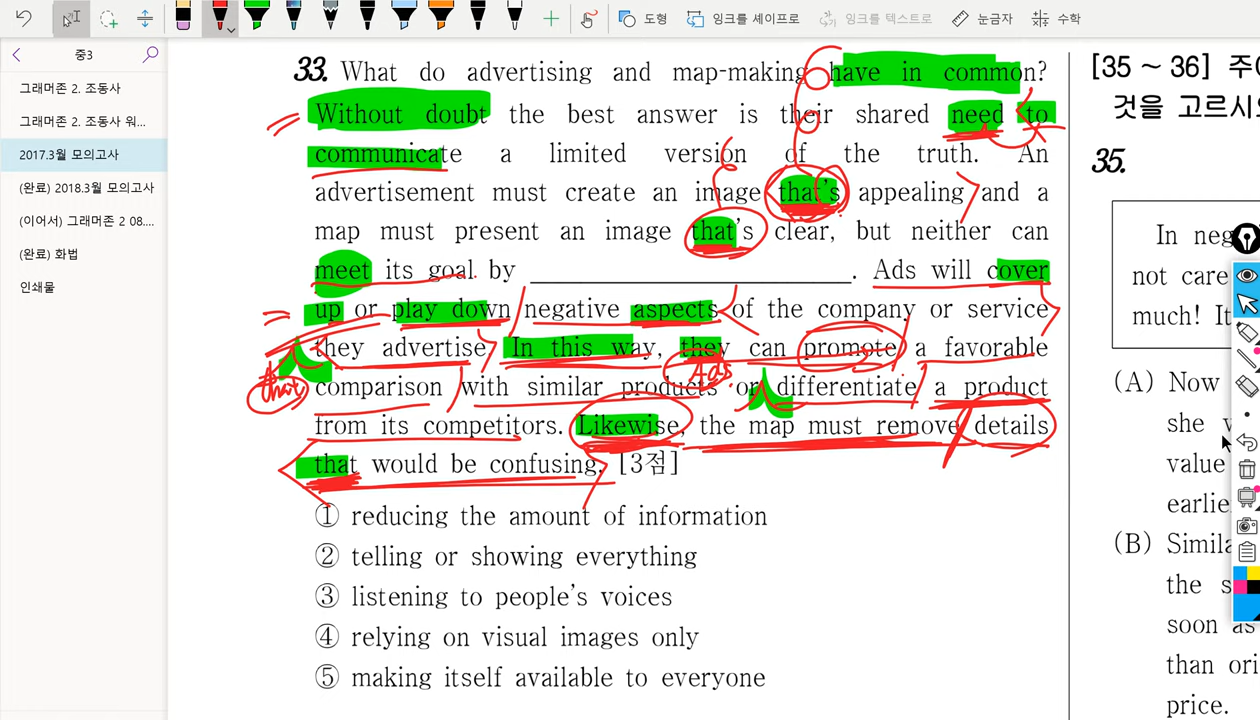 도형 잉크를 셰이프로 잉크를 텍스트로 눈금자 수학
중3
그래머존 2. 조동사
그래머존 2. 조동사 워...
2017.3월 모의고사
(완료) 2018.3월 모의고사
(이어서) 그래머존 2 08....
(완료) 화법
인쇄물
33. What do advertising and map-making have in common?
Without doubt the best answer is their shared need to
communicate a limited version of the truth. An
advertisement must create an image that's appealing and a
map must present an image that's clear, but neither can
meet its goal by ____________. Ads will cover
up or play down negative aspects of the company or service
they advertise. In this way, they can promote a favorable
that
Ads
comparison with similar products or differentiate a product
from its competitors. Likewise, the map must remove details
that would be confusing. [3점]
① reducing the amount of information
② telling or showing everything
③ listening to people's voices
④ relying on visual images only
⑤ making itself available to everyone
[35 ~ 36] 주
것을 고르시
35.
In neg
not care
much! It
(A) Now
she
value
earlie
(B) Simila
the s
soon as
than ori
price.